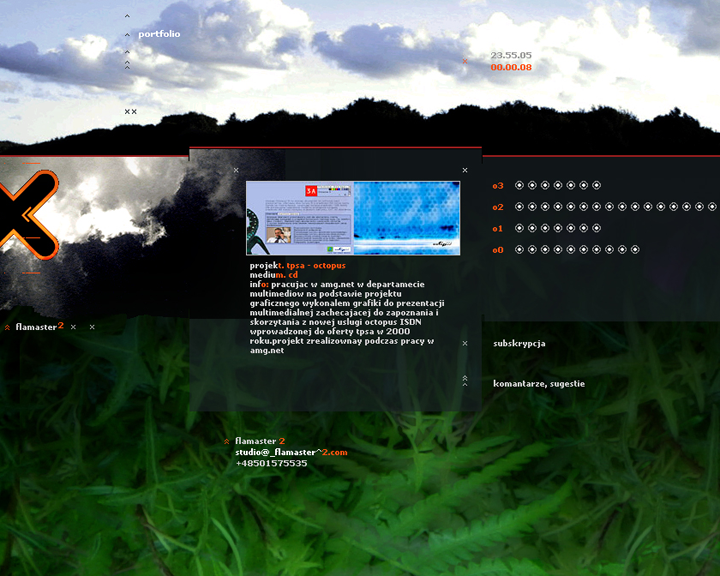 portfolio
23.55.05
00.00.08
o3
o2
o1
o0
3A
projekt. tpsa - octopus
medium. cd
info: pracujac w amg.net w departamecie
multimediow na podstawie projektu
graficznego wykonalem grafiki do prezentacji
multimedialnej zachecajacej do zapoznania i
skorzytania z nowej uslugi octopus ISDN
wprowadzonej do oferty tpsa w 2000
roku.projekt zrealizownay podczas pracy w
amg.net
flamaster2
subskrypcja
komantarze, sugestie
flamaster 2
studio@_flamaster^2.com
+48501575535